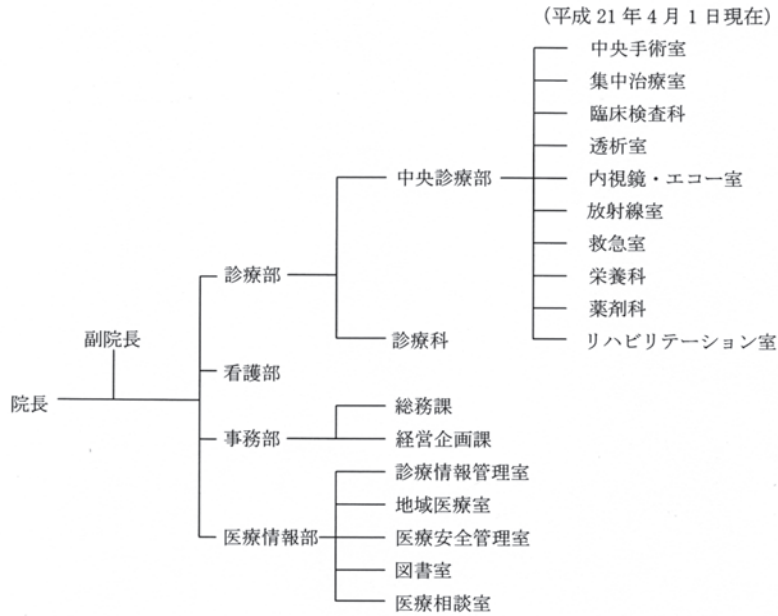 (平成 21 年 4 月 1 日現在)
中央手術室
集中治療室
臨床検査科
透析室
中央診療部
内視鏡・エコー室
放射線室
救急室
診療部
栄養科
薬剤科
副院長
診療科
リハビリテーション室
看護部
院長
総務課
事務部
経営企画課
診療情報管理室
地域医療室
医療情報部
医療安全管理室
図書室
医療相談室